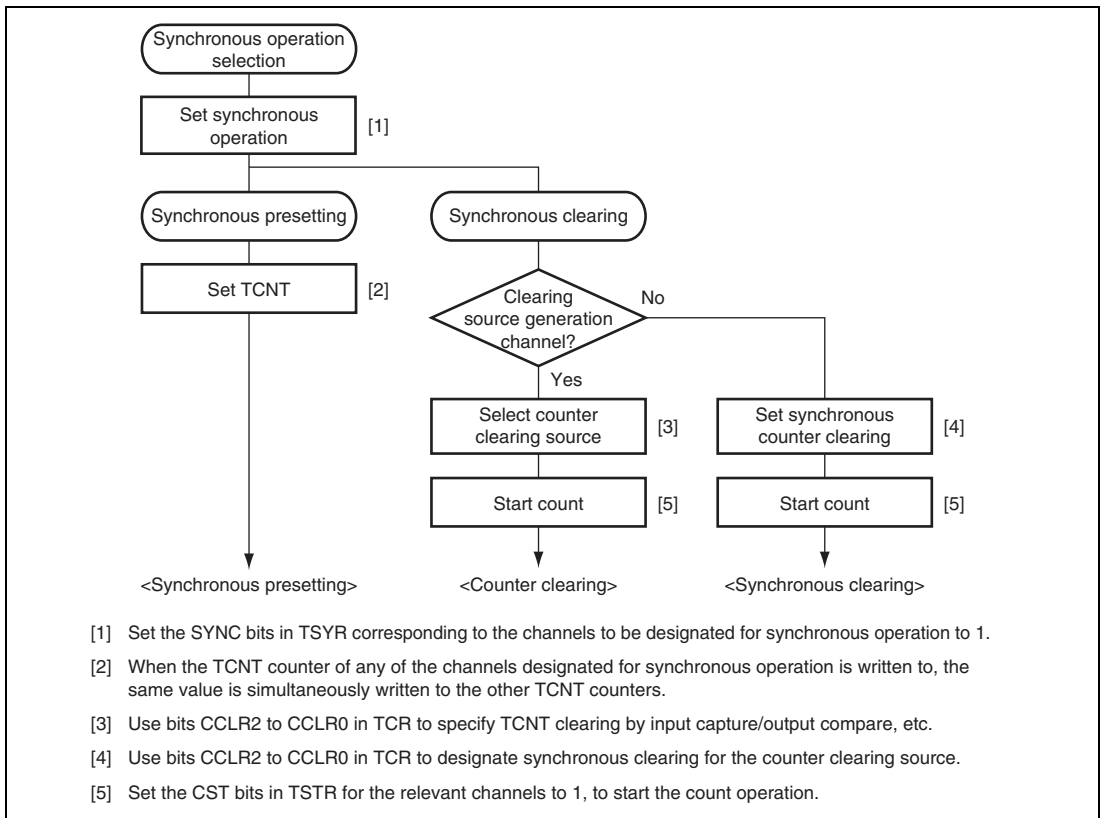 Synchronous operation
selection
Set synchronous
operation
[1]
Synchronous presetting
Synchronous clearing
Set TCNT
[2]
Clearing
source generation
channel?
No
Yes
Select counter
clearing source
[3]
Set synchronous
counter clearing
[4]
Start count
[5]
Start count
[5]
<Synchronous presetting>
<Counter clearing>
<Synchronous clearing>
[1] Set the SYNC bits in TSYR corresponding to the channels to be designated for synchronous operation to 1.
[2] When the TCNT counter of any of the channels designated for synchronous operation is written to, the
same value is simultaneously written to the other TCNT counters.
[3] Use bits CCLR2 to CCLR0 in TCR to specify TCNT clearing by input capture/output compare, etc.
[4] Use bits CCLR2 to CCLR0 in TCR to designate synchronous clearing for the counter clearing source.
[5] Set the CST bits in TSTR for the relevant channels to 1, to start the count operation.